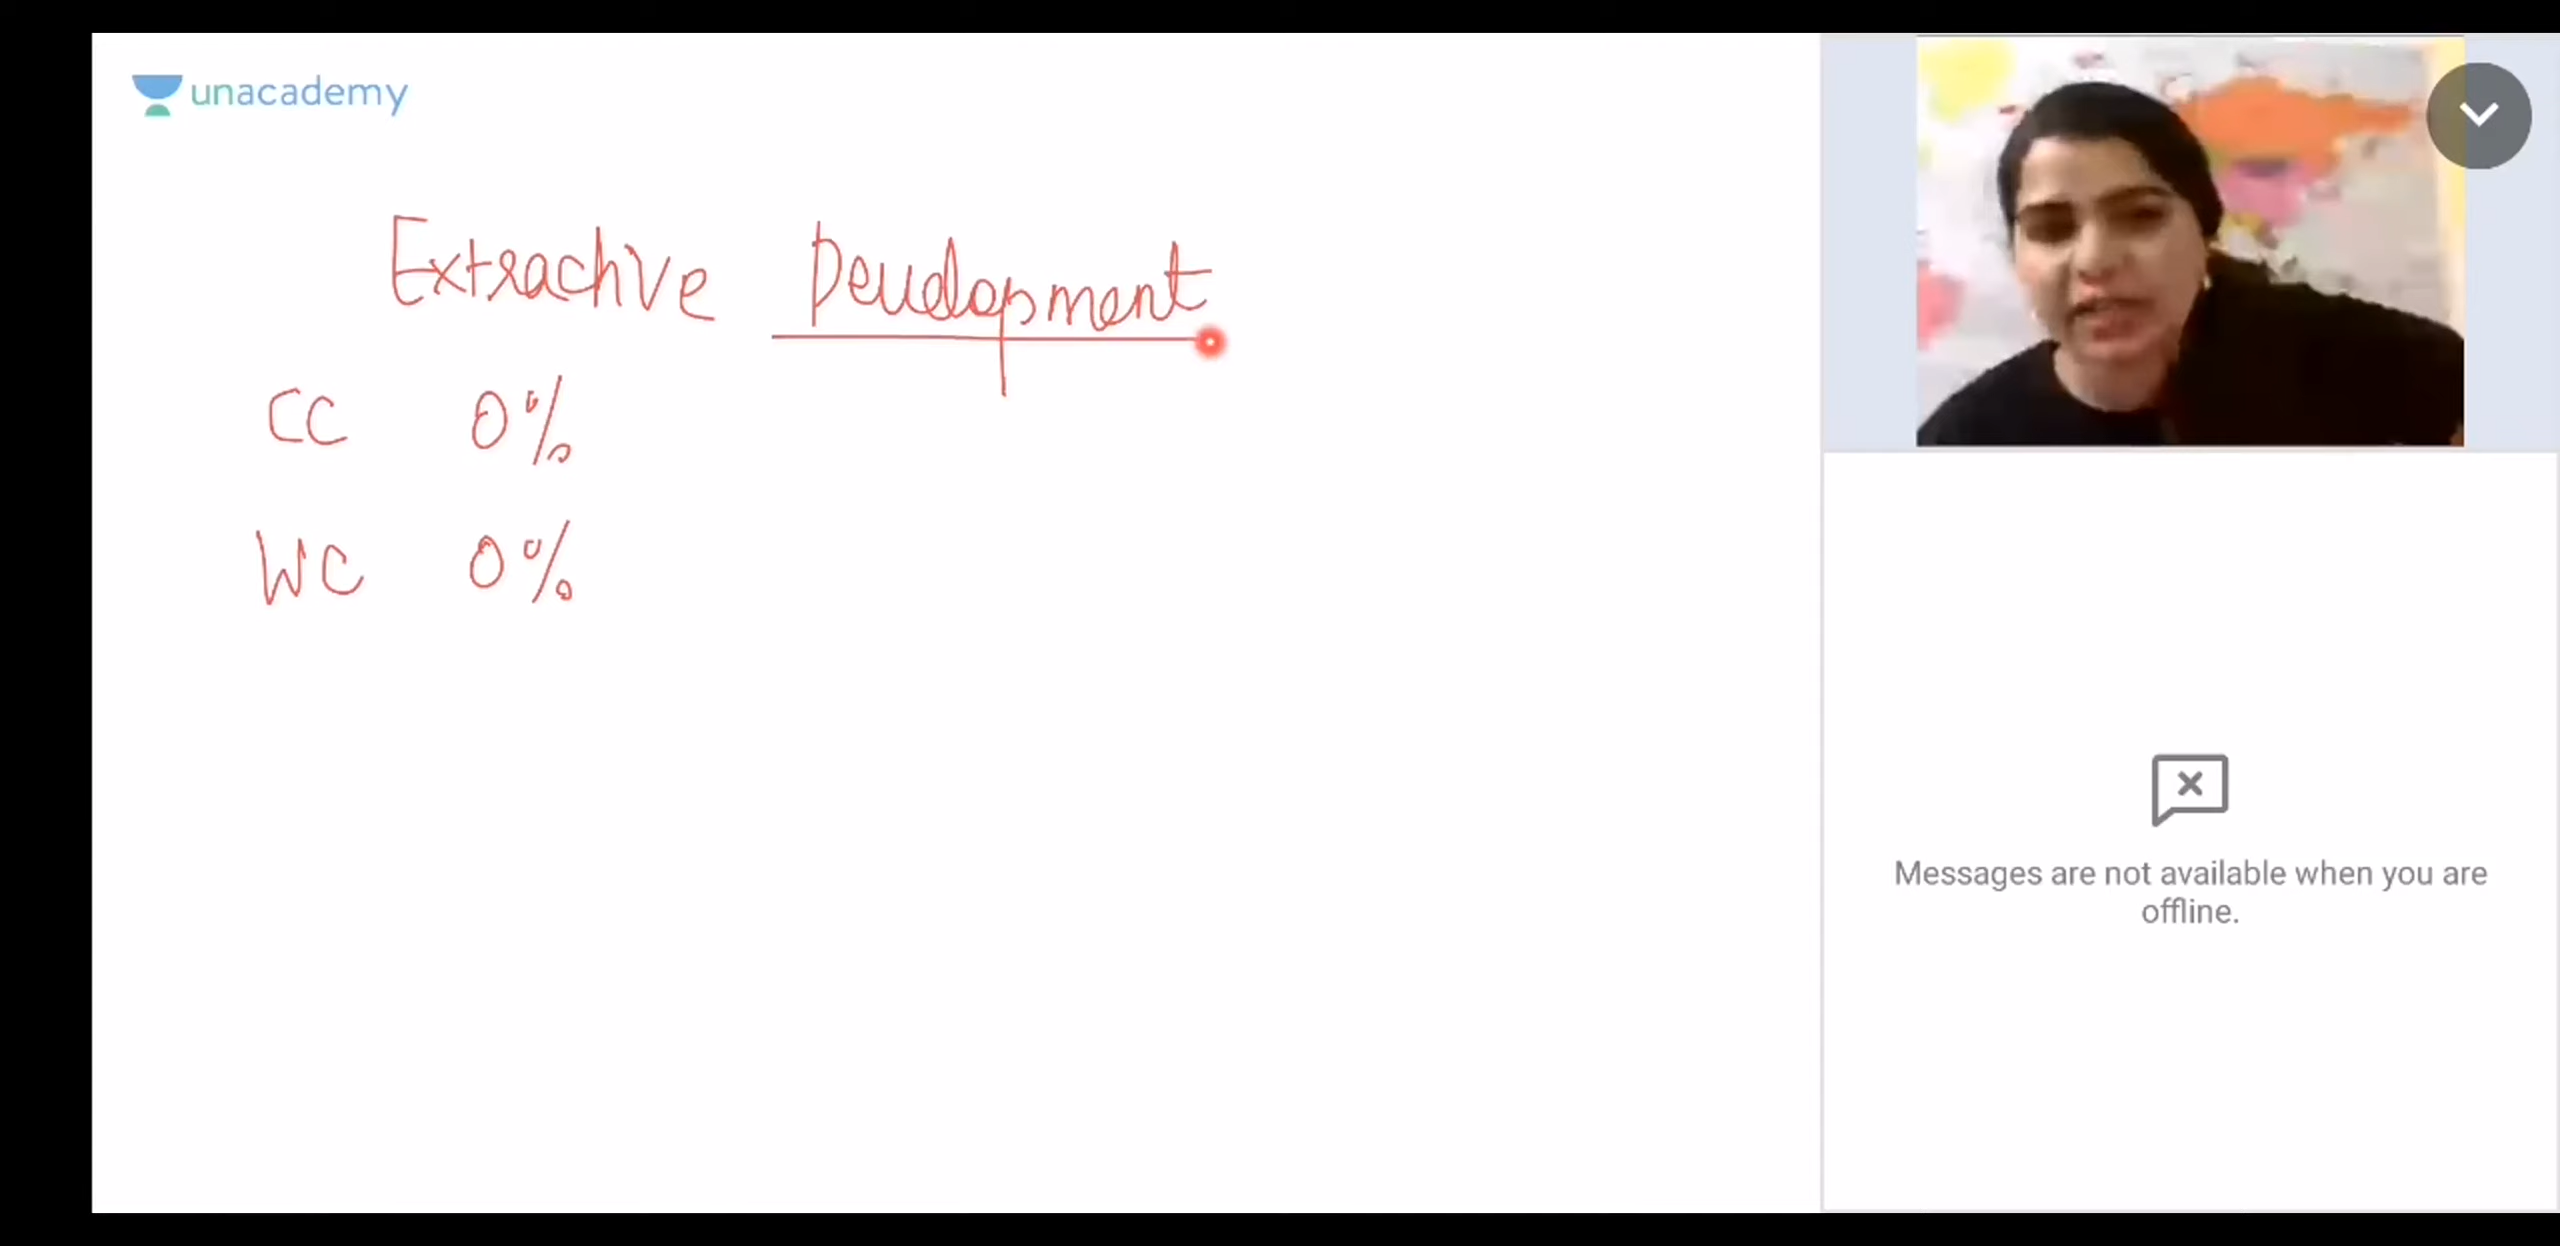 unacademy
Extractive Development
CC 0%
WC 0%
Messages are not available when you are
offline.